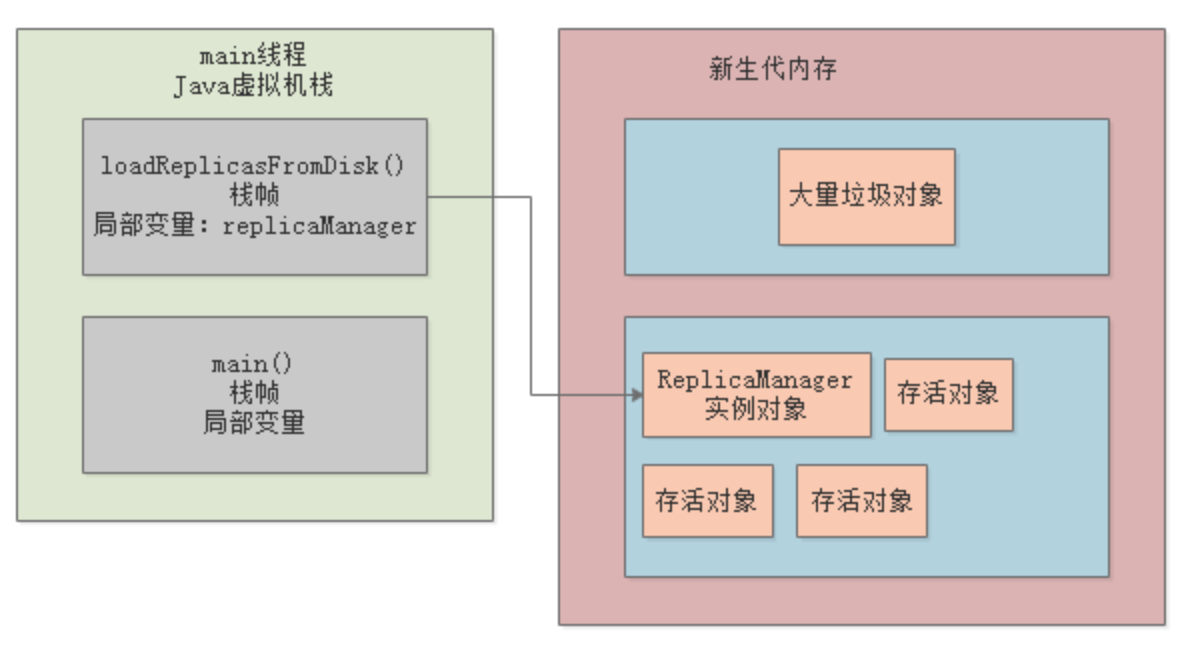 main线程
Java虚拟机栈
loadReplicasFromDisk()
栈帧
局部变量：replicaManager
main()
栈帧
局部变量
新生代内存
大量垃圾对象
ReplicaManager
实例对象
存活对象
存活对象
存活对象